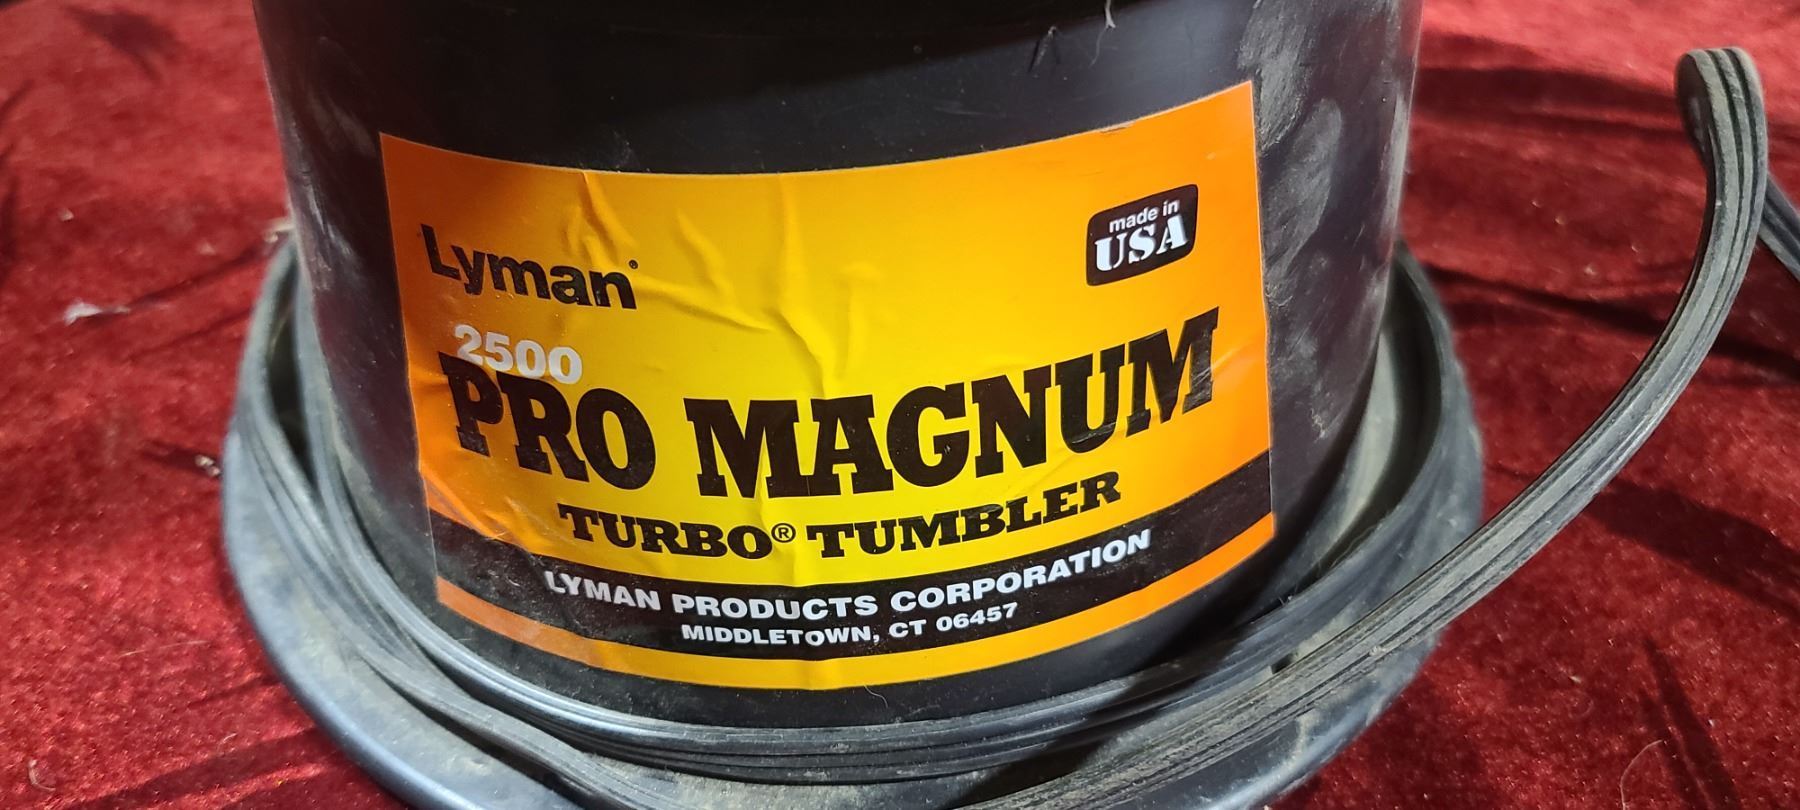 Lyman®
made in
USA
2500
PRO MAGNUM
TURBO® TUMBLER
LYMAN PRODUCTS CORPORATION
MIDDLETOWN, CT 06457